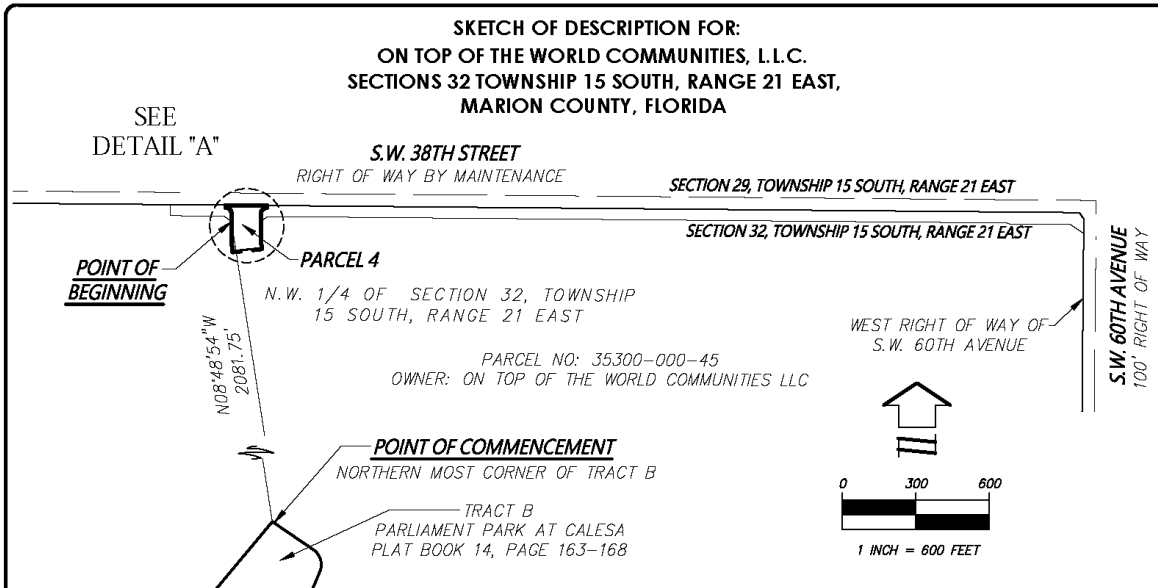 SKETCH OF DESCRIPTION FOR:
ON TOP OF THE WORLD COMMUNITIES, L.L.C.
SECTIONS 32 TOWNSHIP 15 SOUTH, RANGE 21 EAST,
MARION COUNTY, FLORIDA
SEE
DETAIL "A"
S.W. 38TH STREET
RIGHT OF WAY BY MAINTENANCE
SECTION 29, TOWNSHIP 15 SOUTH, RANGE 21 EAST
SECTION 32, TOWNSHIP 15 SOUTH, RANGE 21 EAST
POINT OF
BEGINNING
PARCEL 4
N.W. 1/4 OF SECTION 32, TOWNSHIP
15 SOUTH, RANGE 21 EAST
N08°48'54"W
2081.75'
WEST RIGHT OF WAY OF
S.W. 60TH AVENUE
S.W. 60TH AVENUE
100' RIGHT OF WAY
PARCEL NO: 35300-000-45
OWNER: ON TOP OF THE WORLD COMMUNITIES LLC
POINT OF COMMENCEMENT
NORTHERN MOST CORNER OF TRACT B
TRACT B
PARLIAMENT PARK AT CALESA
PLAT BOOK 14, PAGE 163-168
0 300 600
1 INCH = 600 FEET